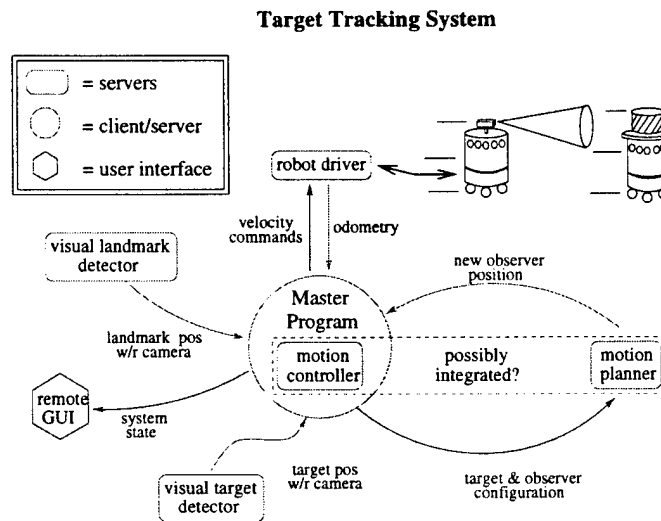 Target Tracking System
= servers
= client/server
= user interface
robot driver
velocity
commands
odometry
visual landmark
detector
new observer
position
Master
Program
landmark pos
w/r camera
motion
controller
possibly
integrated?
motion
planner
remote
GUI
system
state
target pos
w/r camera
visual target
detector
target & observer
configuration